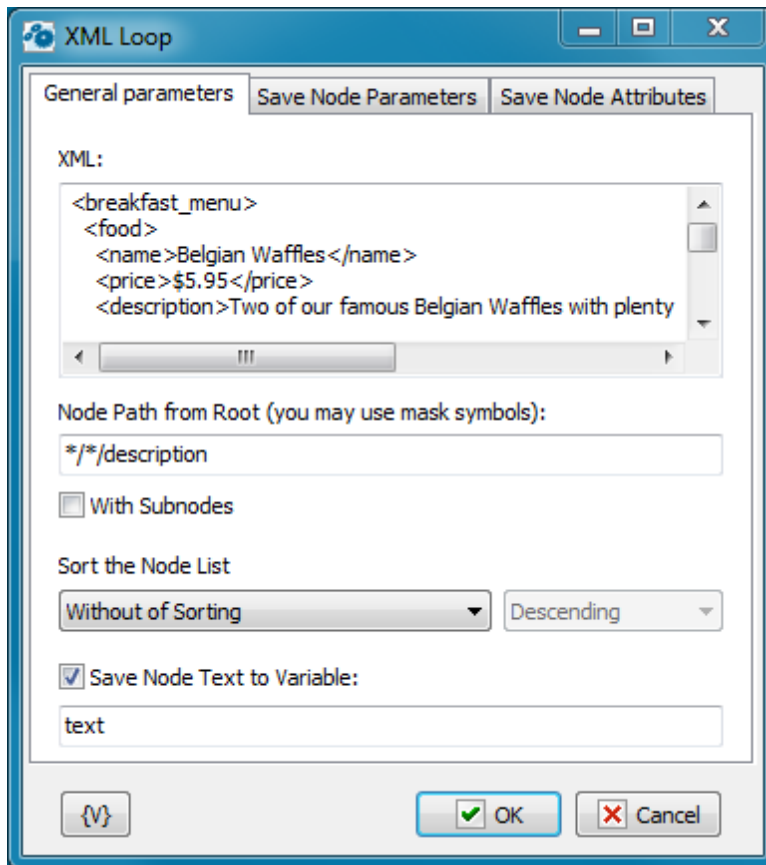 XML Loop
General parameters Save Node Parameters Save Node Attributes
XML:
<breakfast_menu>
<food>
<name>Belgian Waffles</name>
<price>$5.95</price>
<description>Two of our famous Belgian Waffles with plenty
Node Path from Root (you may use mask symbols):
*/*/description
With Subnodes
Sort the Node List
Without of Sorting Descending
Save Node Text to Variable:
text
{V} OK Cancel